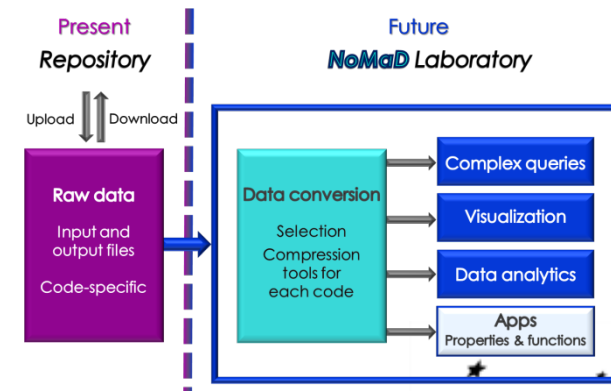 Present
Repository
Upload
Download
Raw data
Input and
output files
Code-specific
Future
NoMaD Laboratory
Data conversion
Selection
Compression
tools for
each code
Complex queries
Visualization
Data analytics
Apps
Properties & functions